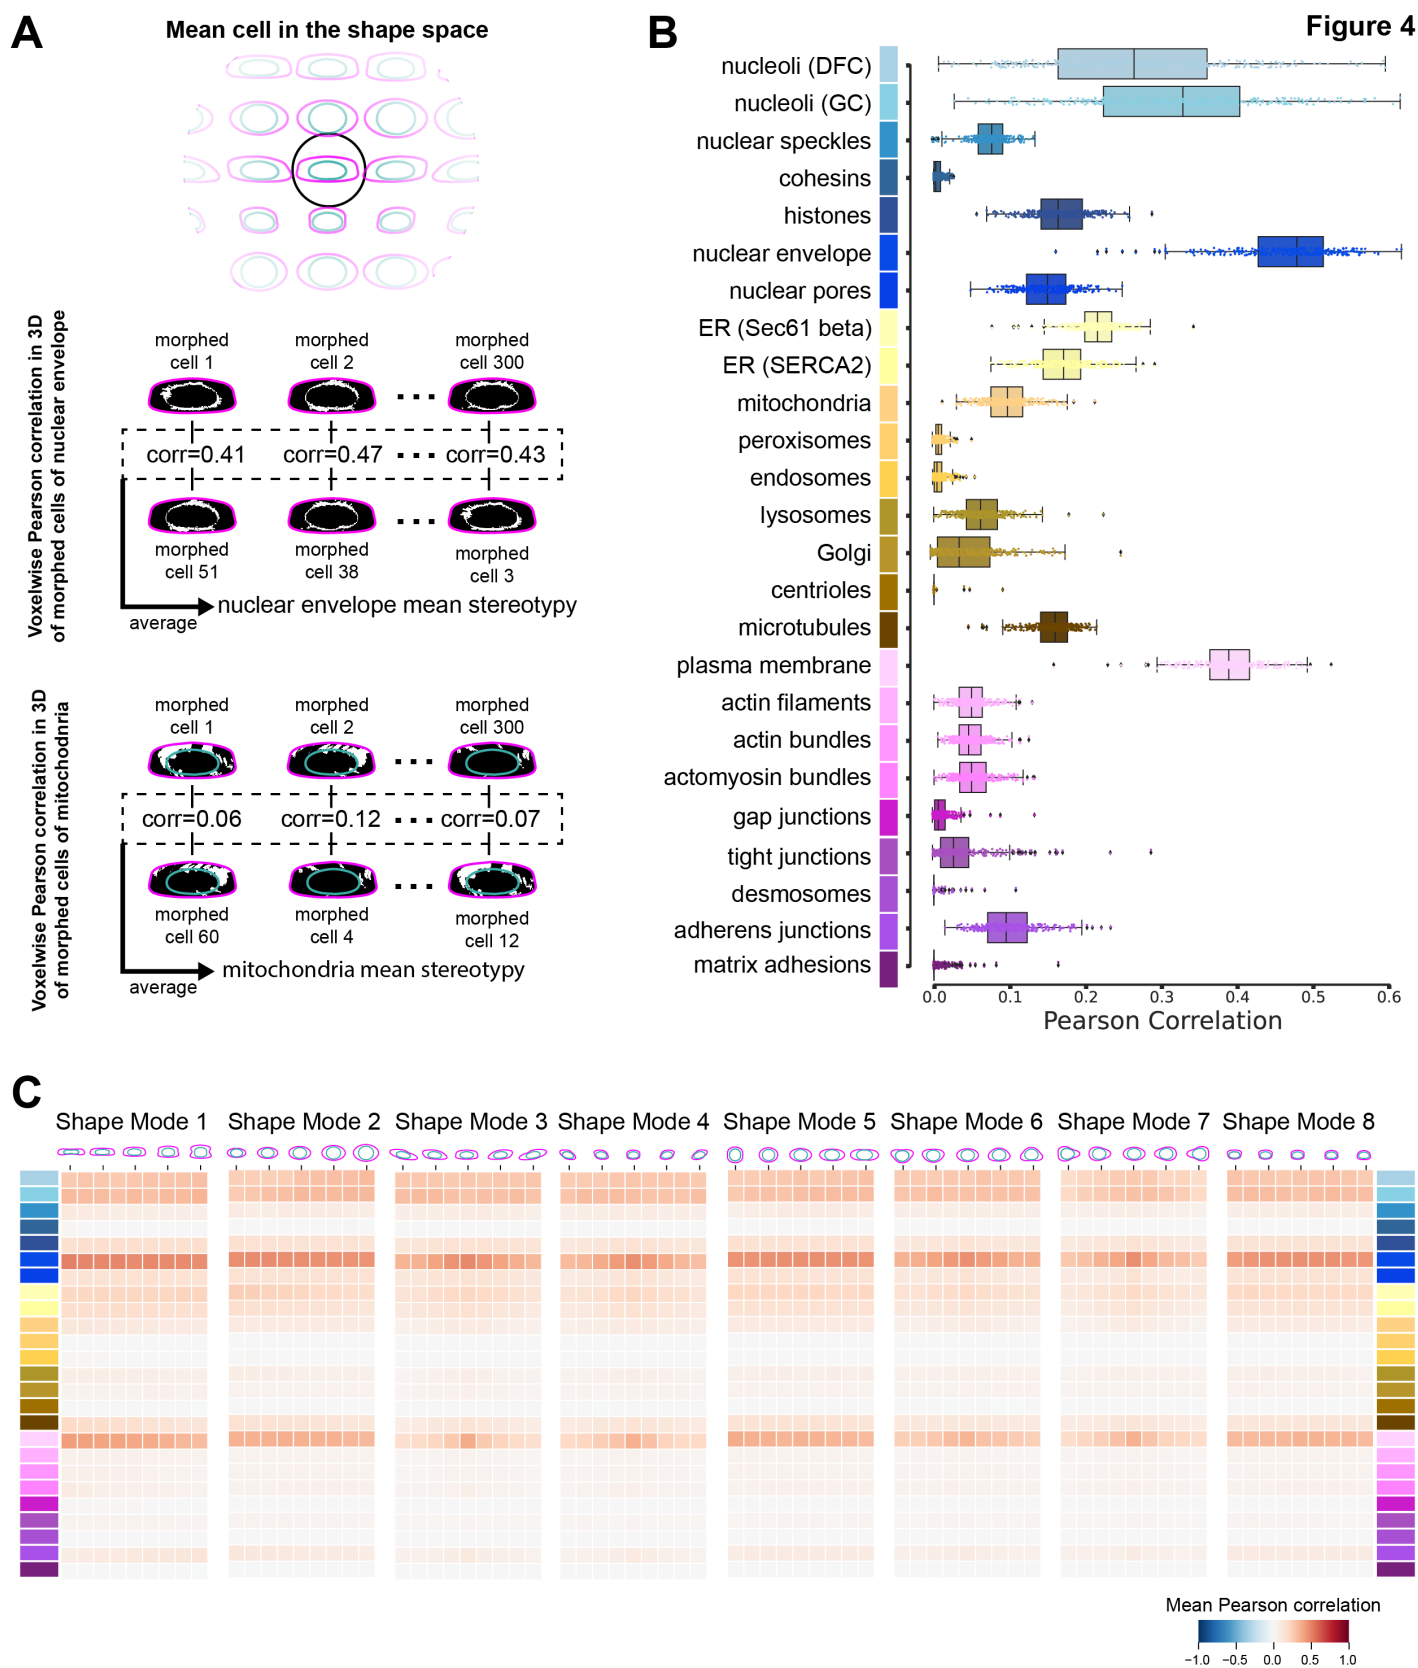 Figure 4
A
Mean cell in the shape space
Voxelwise Pearson correlation in 3D
of morphed cells of nuclear envelope
morphed
cell 1
morphed
cell 2
morphed
cell 300
corr=0.41
corr=0.47
corr=0.43
morphed
cell 51
morphed
cell 38
morphed
cell 3
average
nuclear envelope mean stereotypy
Voxelwise Pearson correlation in 3D
of morphed cells of mitochodnria
morphed
cell 1
morphed
cell 2
morphed
cell 300
corr=0.06
corr=0.12
corr=0.07
morphed
cell 60
morphed
cell 4
morphed
cell 12
average
mitochondria mean stereotypy
B
nucleoli (DFC)
nucleoli (GC)
nuclear speckles
cohesins
histones
nuclear envelope
nuclear pores
ER (Sec61 beta)
ER (SERCA2)
mitochondria
peroxisomes
endosomes
lysosomes
Golgi
centrioles
microtubules
plasma membrane
actin filaments
actin bundles
actomyosin bundles
gap junctions
tight junctions
desmosomes
adherens junctions
matrix adhesions
0.0 0.1 0.2 0.3 0.4 0.5 0.6
Pearson Correlation
C
Shape Mode 1
Shape Mode 2
Shape Mode 3
Shape Mode 4
Shape Mode 5
Shape Mode 6
Shape Mode 7
Shape Mode 8
Mean Pearson correlation
−1.0 −0.5 0.0 0.5 1.0